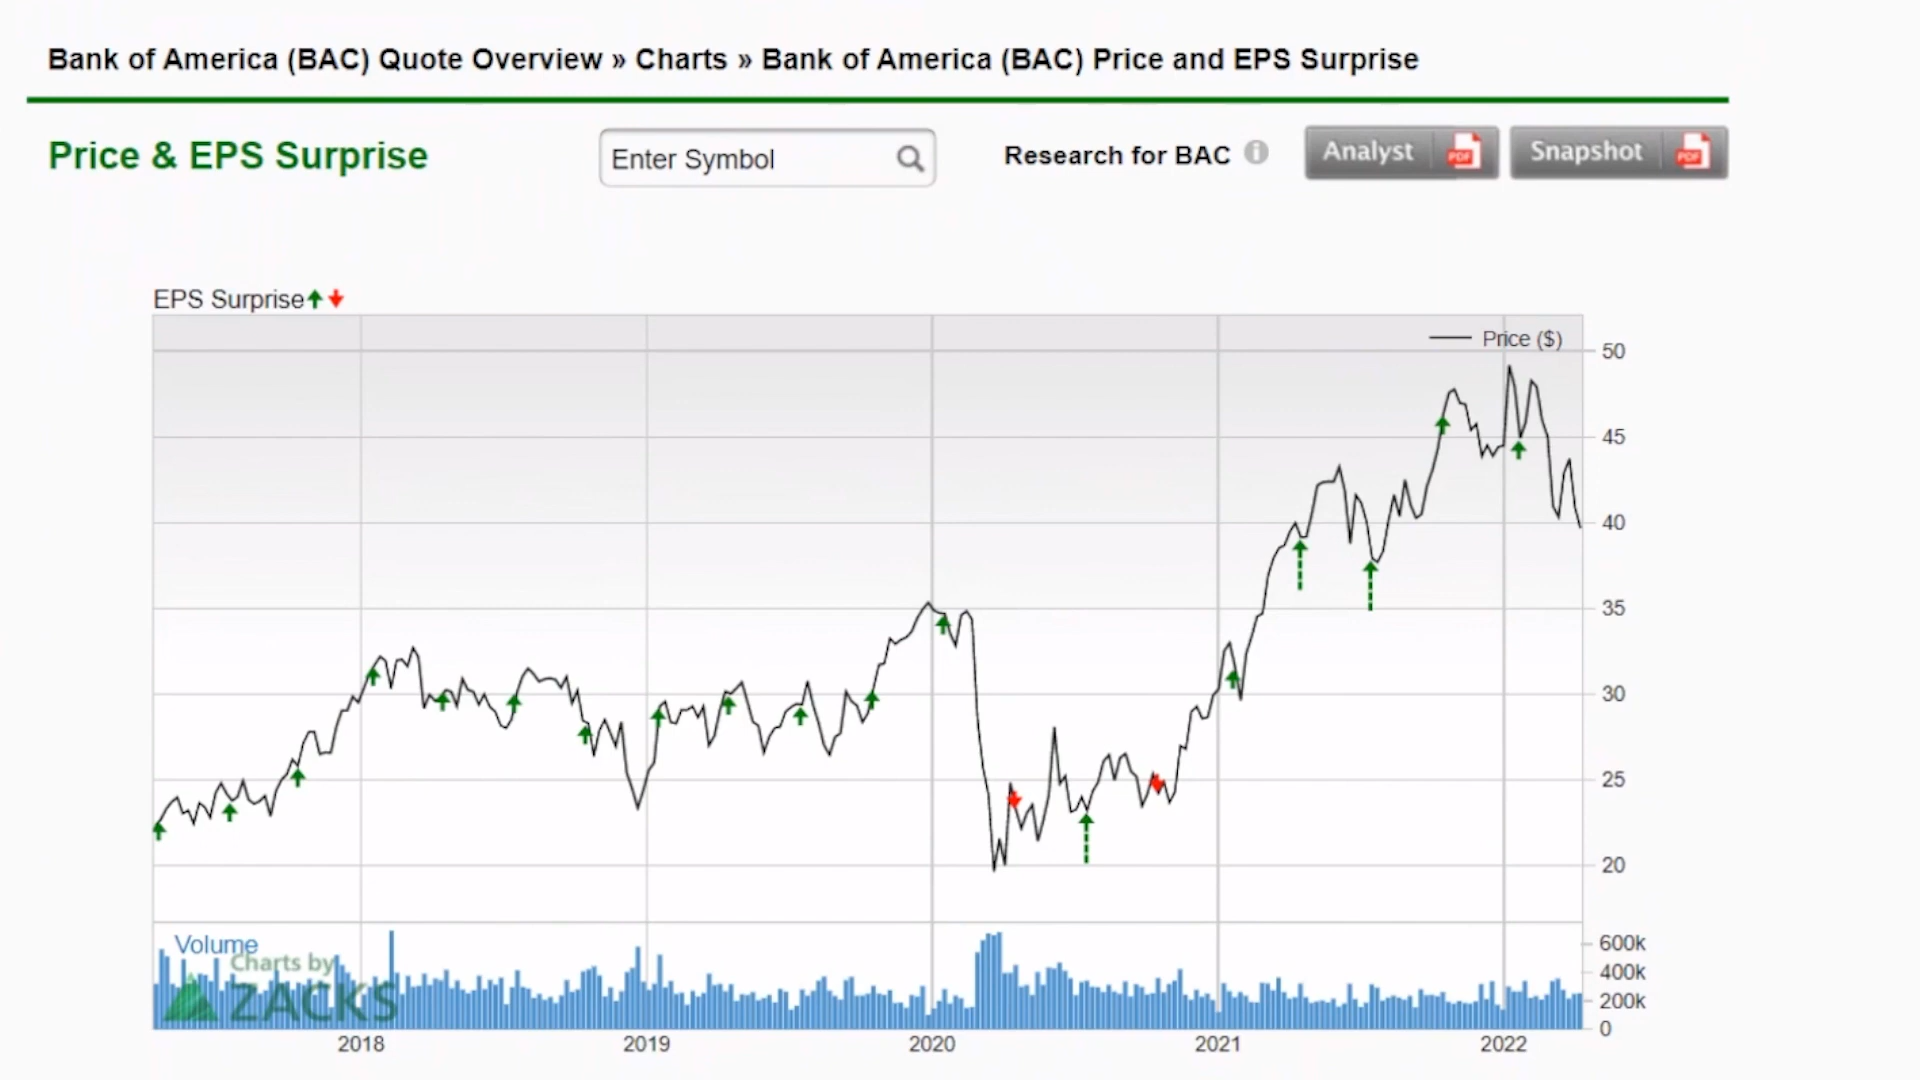 Bank of America (BAC) Quote Overview » Charts » Bank of America (BAC) Price and EPS Surprise
Price & EPS Surprise
Enter Symbol
Research for BAC
Analyst
PDF
Snapshot
PDF
EPS Surprise
Price ($)
50
45
40
35
30
25
20
Volume
Charts by
ZACKS
600k
400k
200k
0
2018
2019
2020
2021
2022